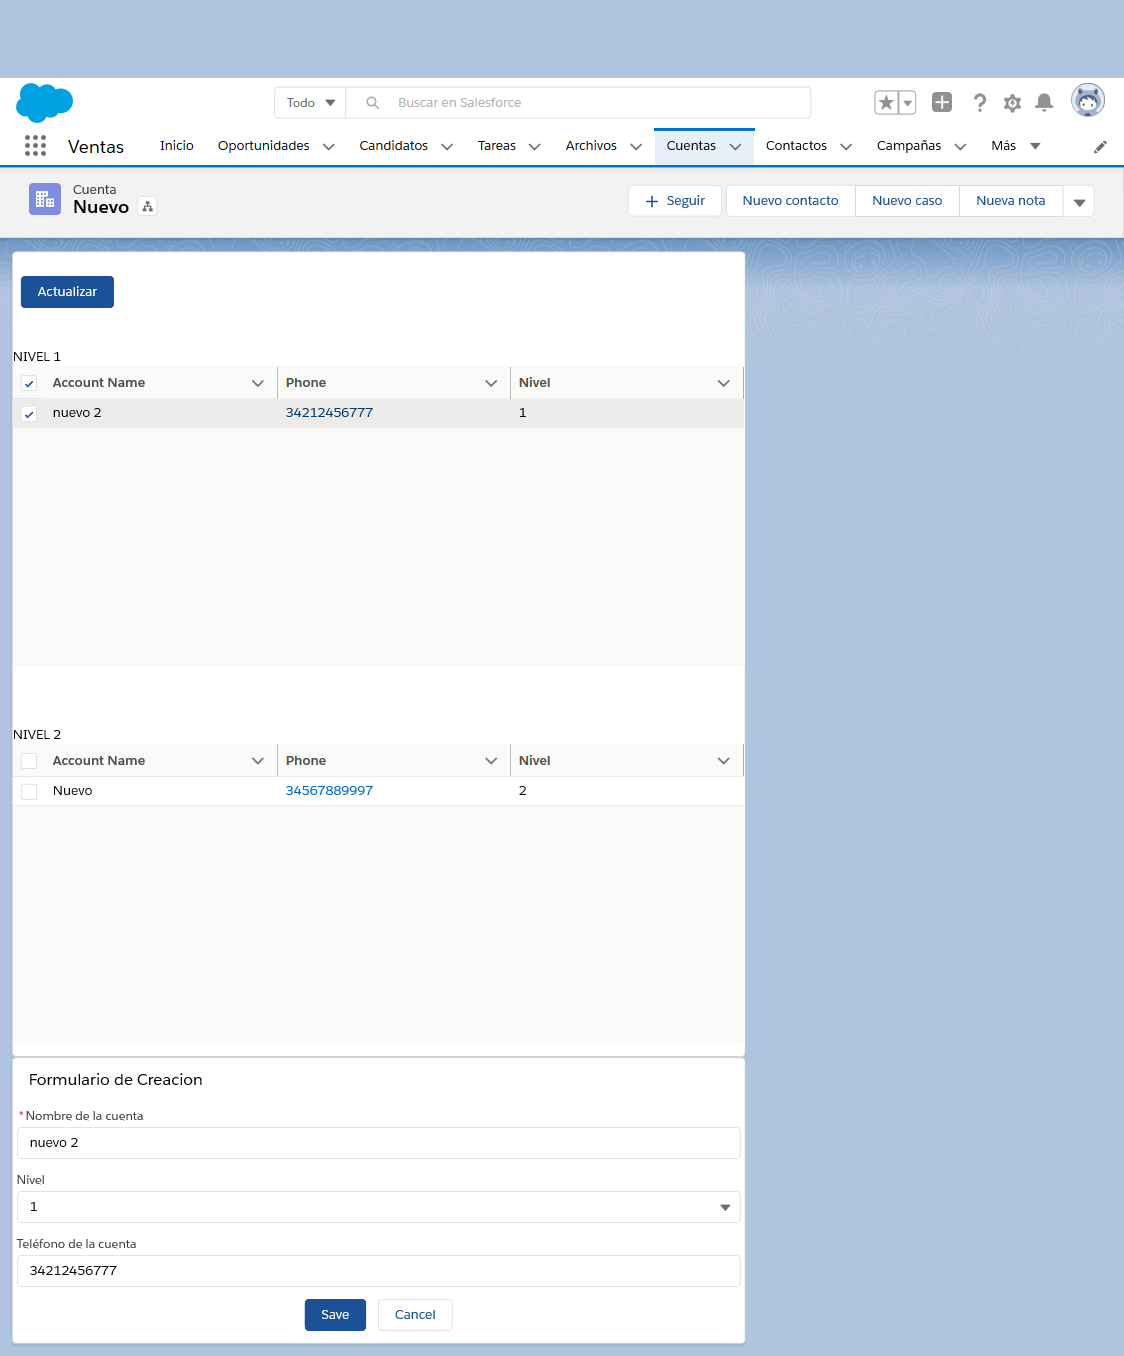 Todo Buscar en Salesforce
Ventas Inicio Oportunidades Candidatos Tareas Archivos Cuentas Contactos Campañas Más
Cuenta
Nuevo
Seguir Nuevo contacto Nuevo caso Nueva nota
Actualizar
NIVEL 1
Account Name Phone Nivel
nuevo 2 34212456777 1
NIVEL 2
Account Name Phone Nivel
Nuevo 34567889997 2
Formulario de Creacion
*Nombre de la cuenta
nuevo 2
Nivel
1
Teléfono de la cuenta
34212456777
Save Cancel